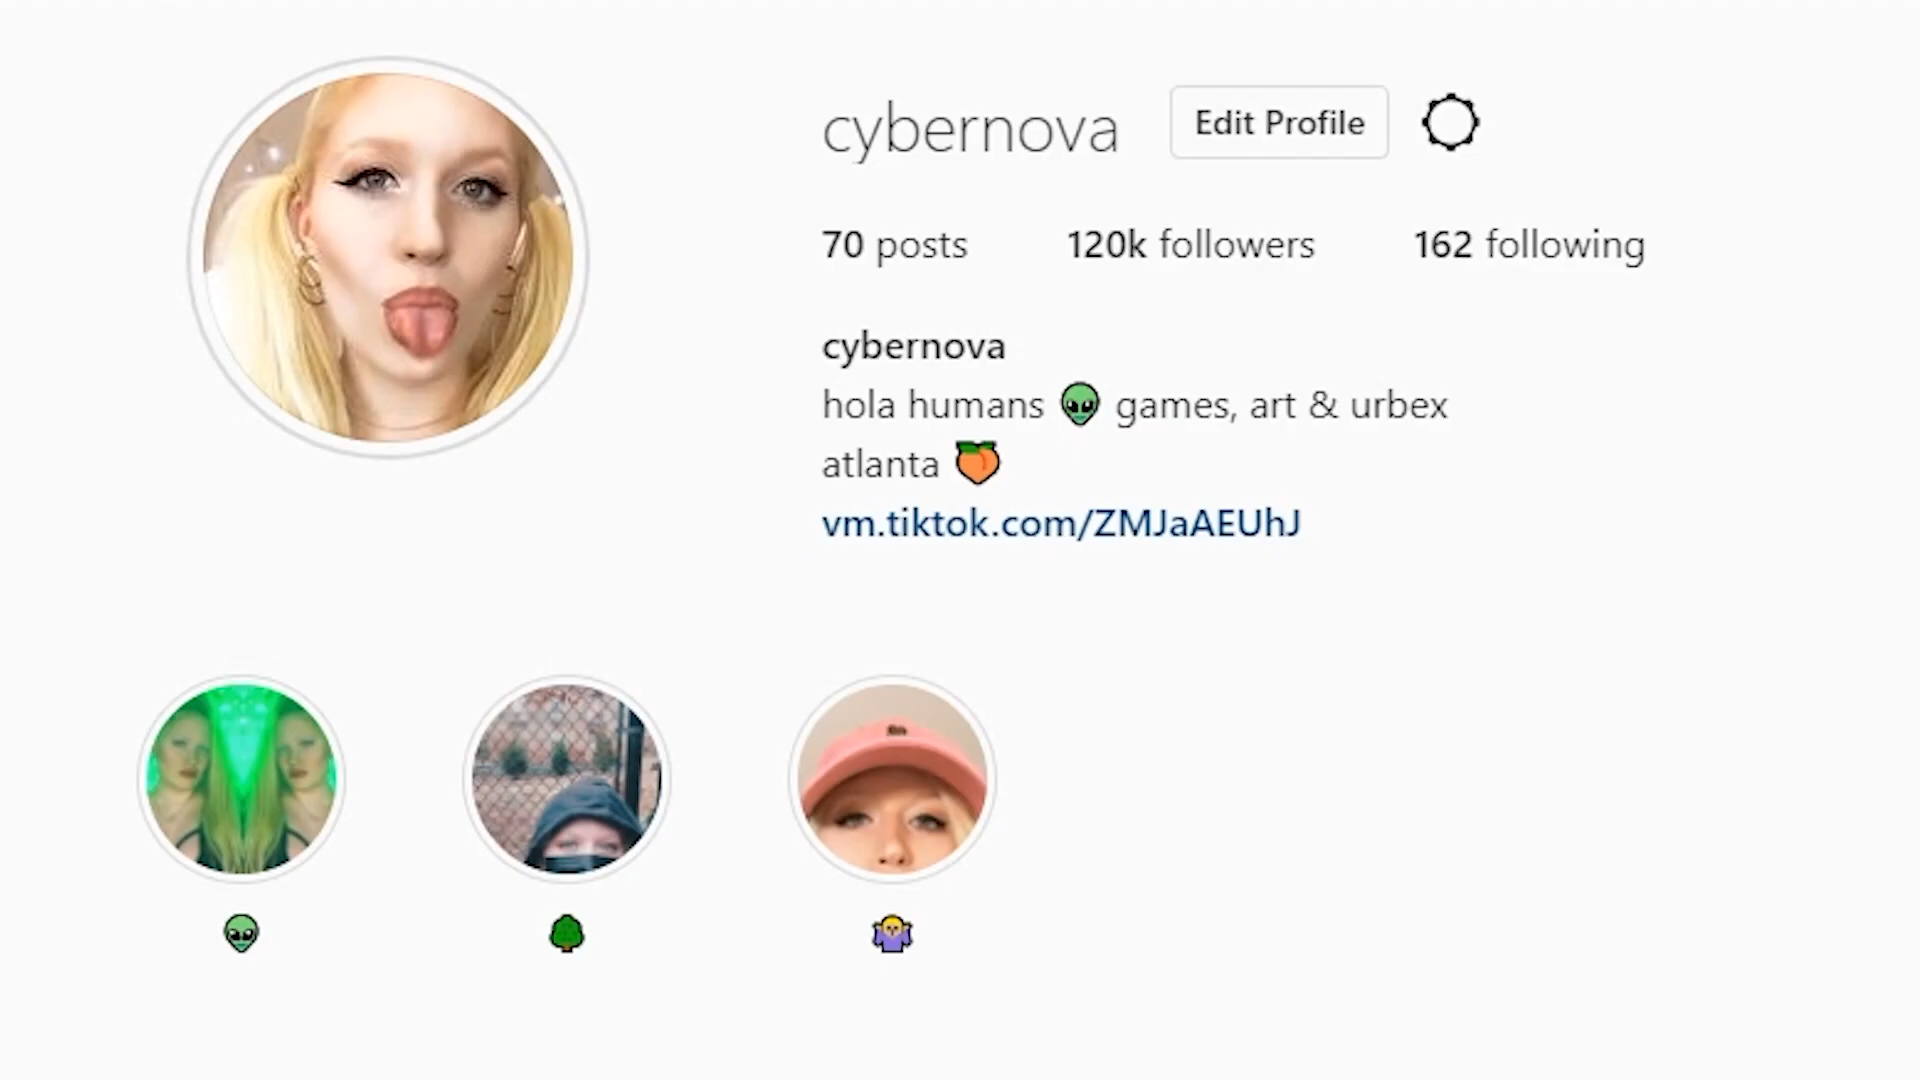 cybernova Edit Profile
70 posts 120k followers 162 following
cybernova
hola humans 👽 games, art & urbex
atlanta 🍑
vm.tiktok.com/ZMJaAEUhJ
👽 🌳 🤷‍♀️